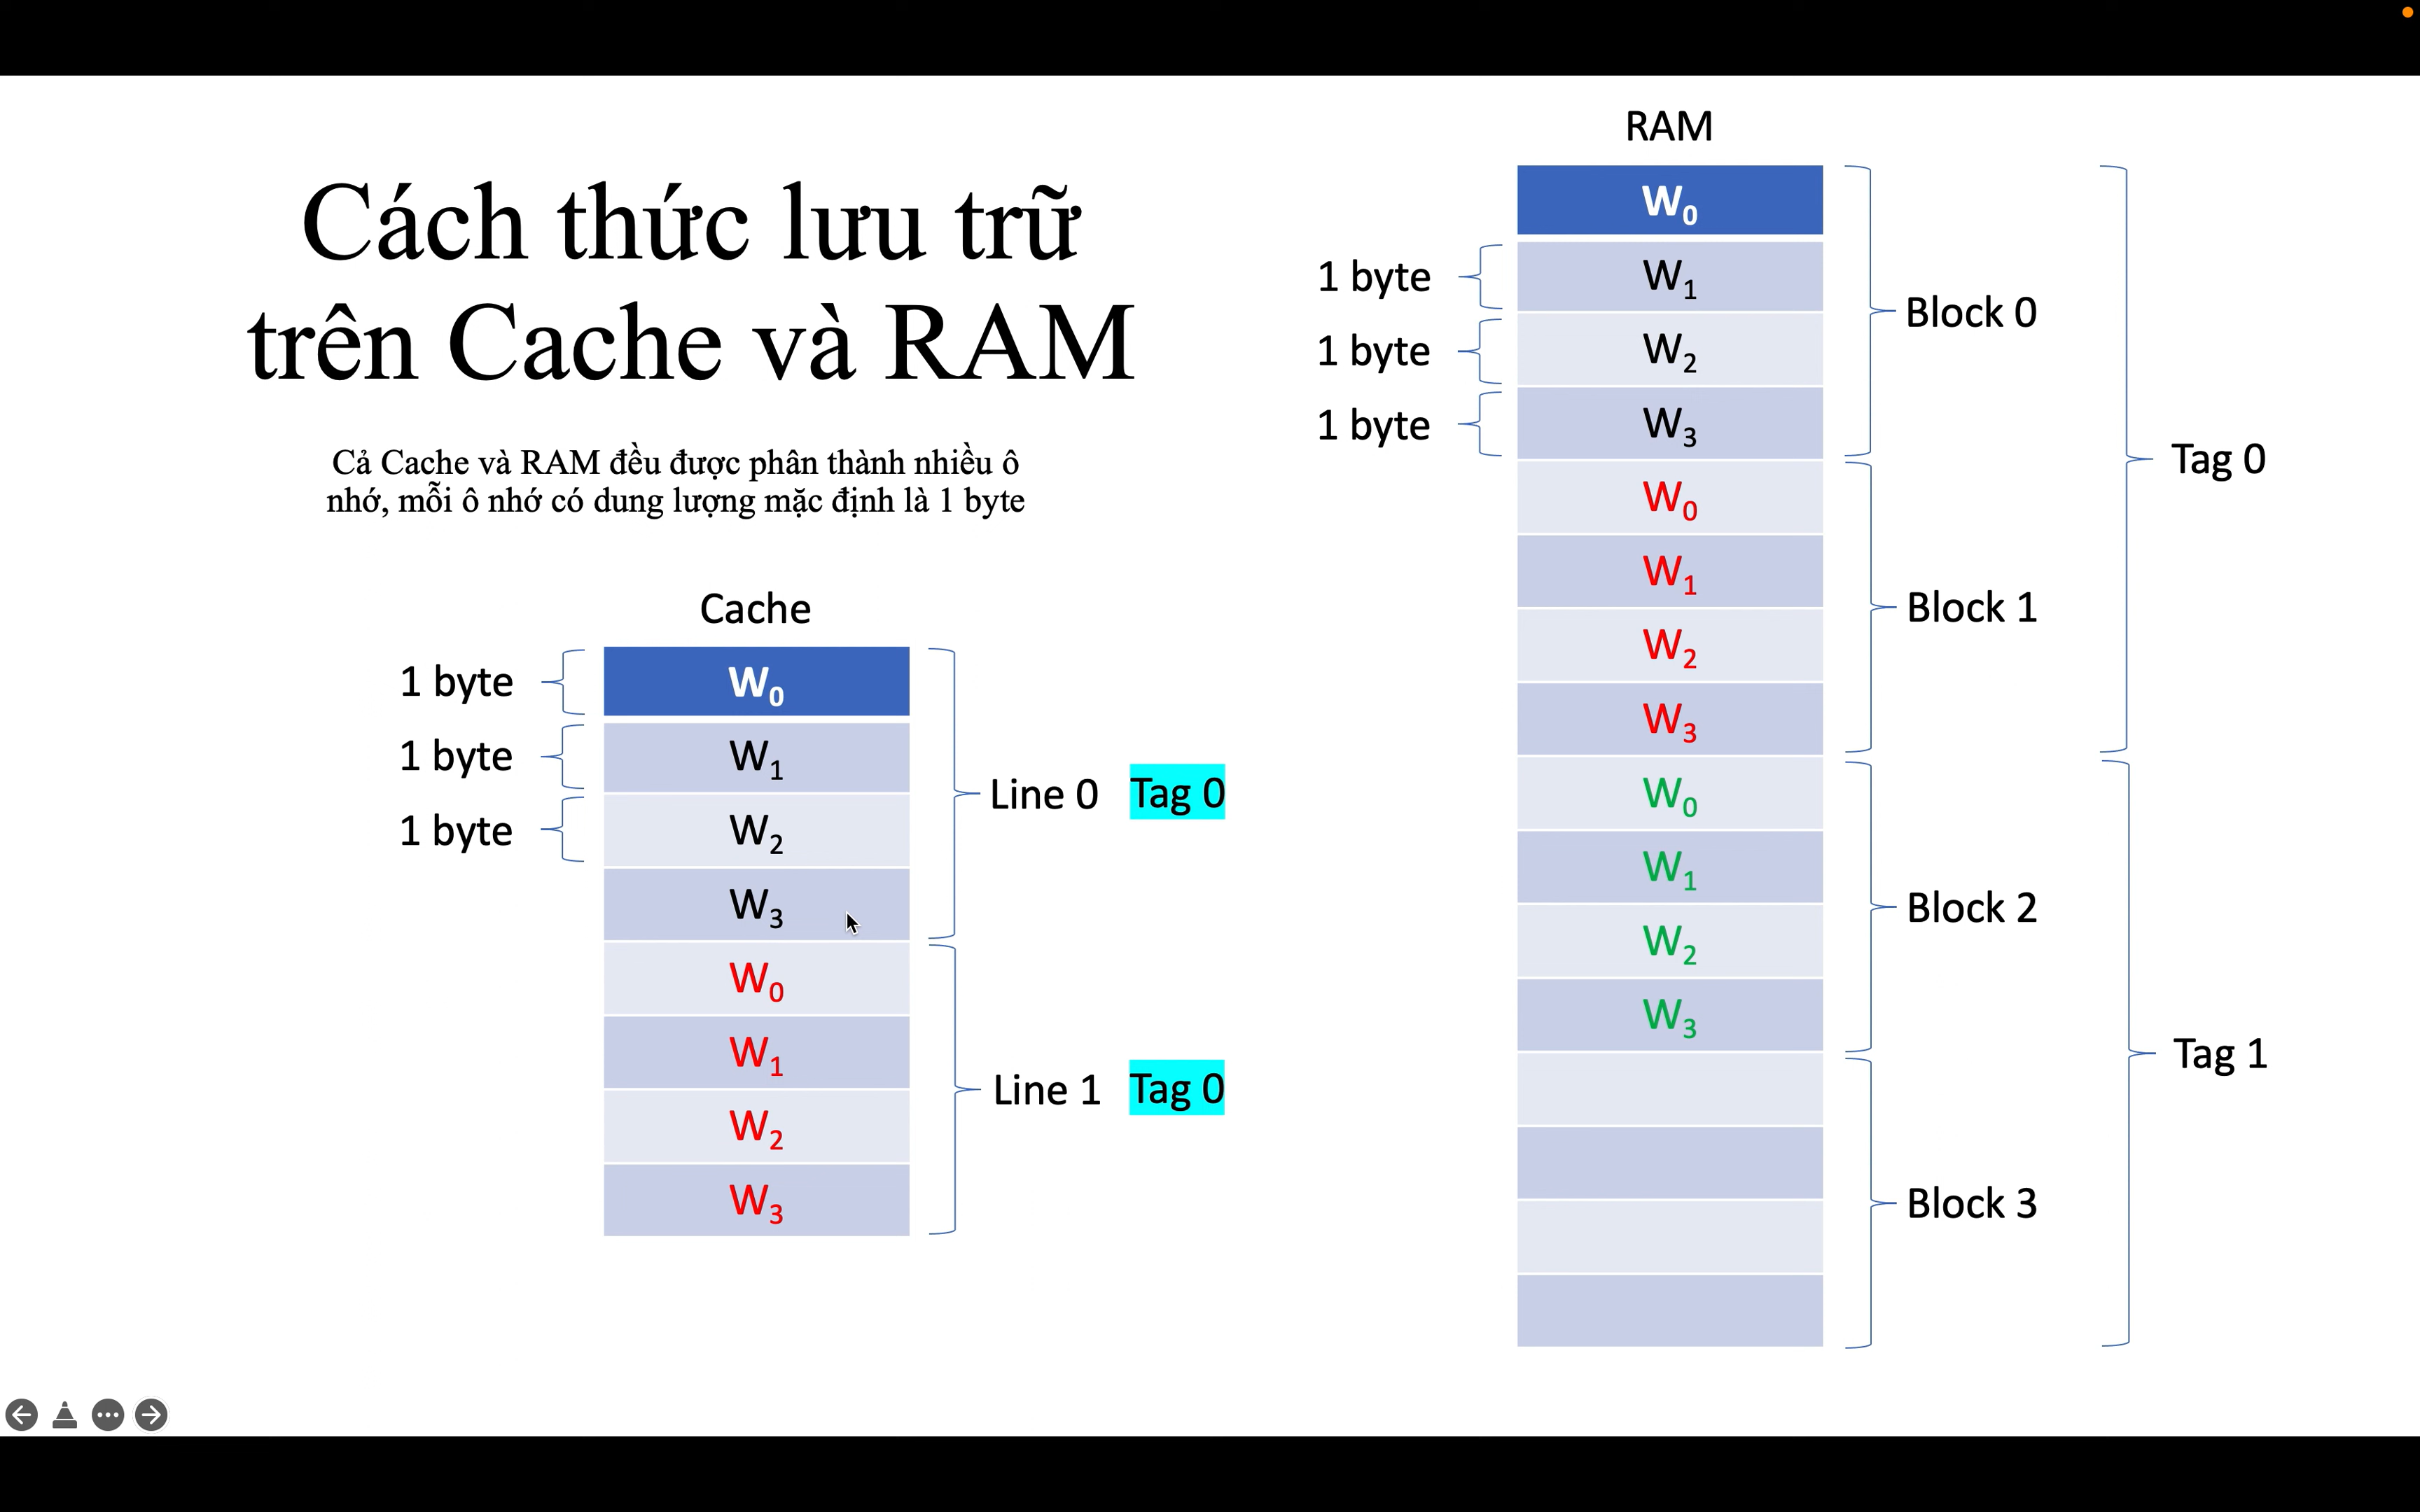 Cách thức lưu trữ
trên Cache và RAM
Cả Cache và RAM đều được phân thành nhiều ô
nhớ, mỗi ô nhớ có dung lượng mặc định là 1 byte
Cache
1 byte
W0
1 byte
W1
1 byte
W2
W3
Line 0 Tag 0
W0
W1
W2
W3
Line 1 Tag 0
RAM
W0
1 byte
W1
1 byte
W2
1 byte
W3
Block 0
W0
W1
W2
W3
Block 1
Tag 0
W0
W1
W2
W3
Block 2
Block 3
Tag 1